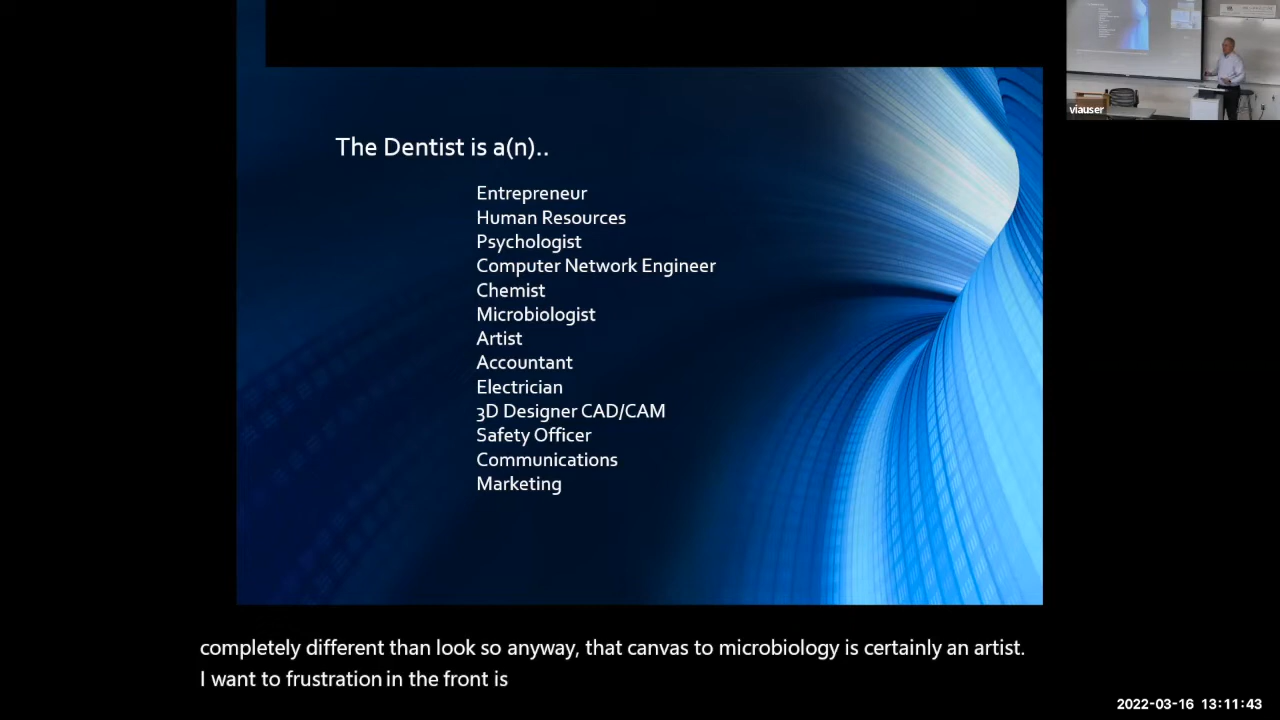 The Dentist is a(n)..
Entrepreneur
Human Resources
Psychologist
Computer Network Engineer
Chemist
Microbiologist
Artist
Accountant
Electrician
3D Designer CAD/CAM
Safety Officer
Communications
Marketing
viauser
completely different than look so anyway, that canvas to microbiology is certainly an artist.
I want to frustration in the front is
2022-03-16 13:11:43